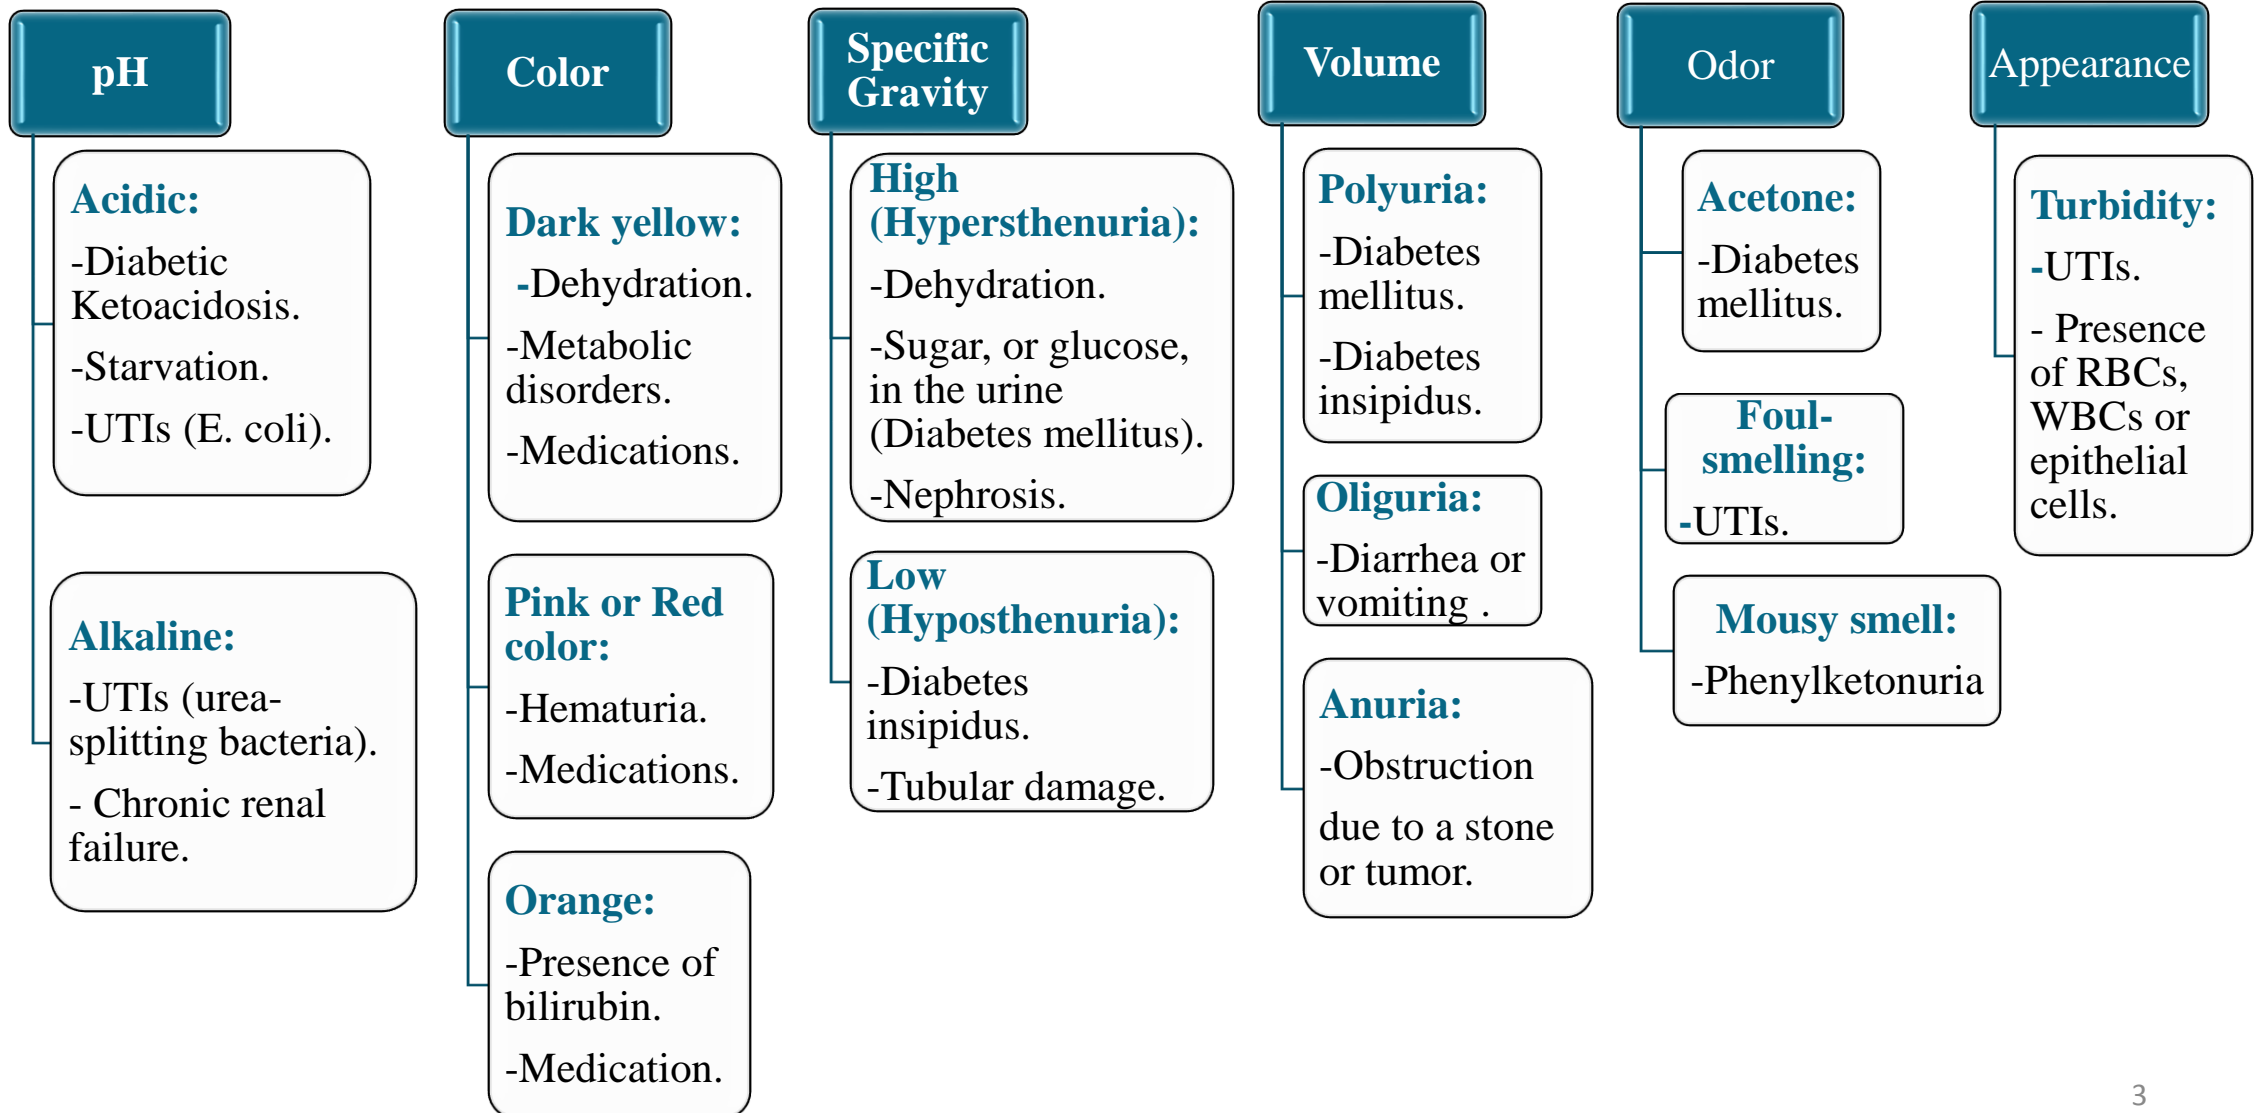 pH
Acidic:
-Diabetic
Ketoacidosis.
-Starvation.
-UTIs (E. coli).
Alkaline:
-UTIs (urea-
splitting bacteria).
- Chronic renal
failure.
Color
Dark yellow:
-Dehydration.
-Metabolic
disorders.
-Medications.
Pink or Red
color:
-Hematuria.
-Medications.
Orange:
-Presence of
bilirubin.
-Medication.
Specific
Gravity
High
(Hypersthenuria):
-Dehydration.
-Sugar, or glucose,
in the urine
(Diabetes mellitus).
-Nephrosis.
Low
(Hyposthenuria):
-Diabetes
insipidus.
-Tubular damage.
Volume
Polyuria:
-Diabetes
mellitus.
-Diabetes
insipidus.
Oliguria:
-Diarrhea or
vomiting .
Anuria:
-Obstruction
due to a stone
or tumor.
Odor
Acetone:
-Diabetes
mellitus.
Foul-
smelling:
-UTIs.
Mousy smell:
-Phenylketonuria
Appearance
Turbidity:
-UTIs.
- Presence
of RBCs,
WBCs or
epithelial
cells.
3